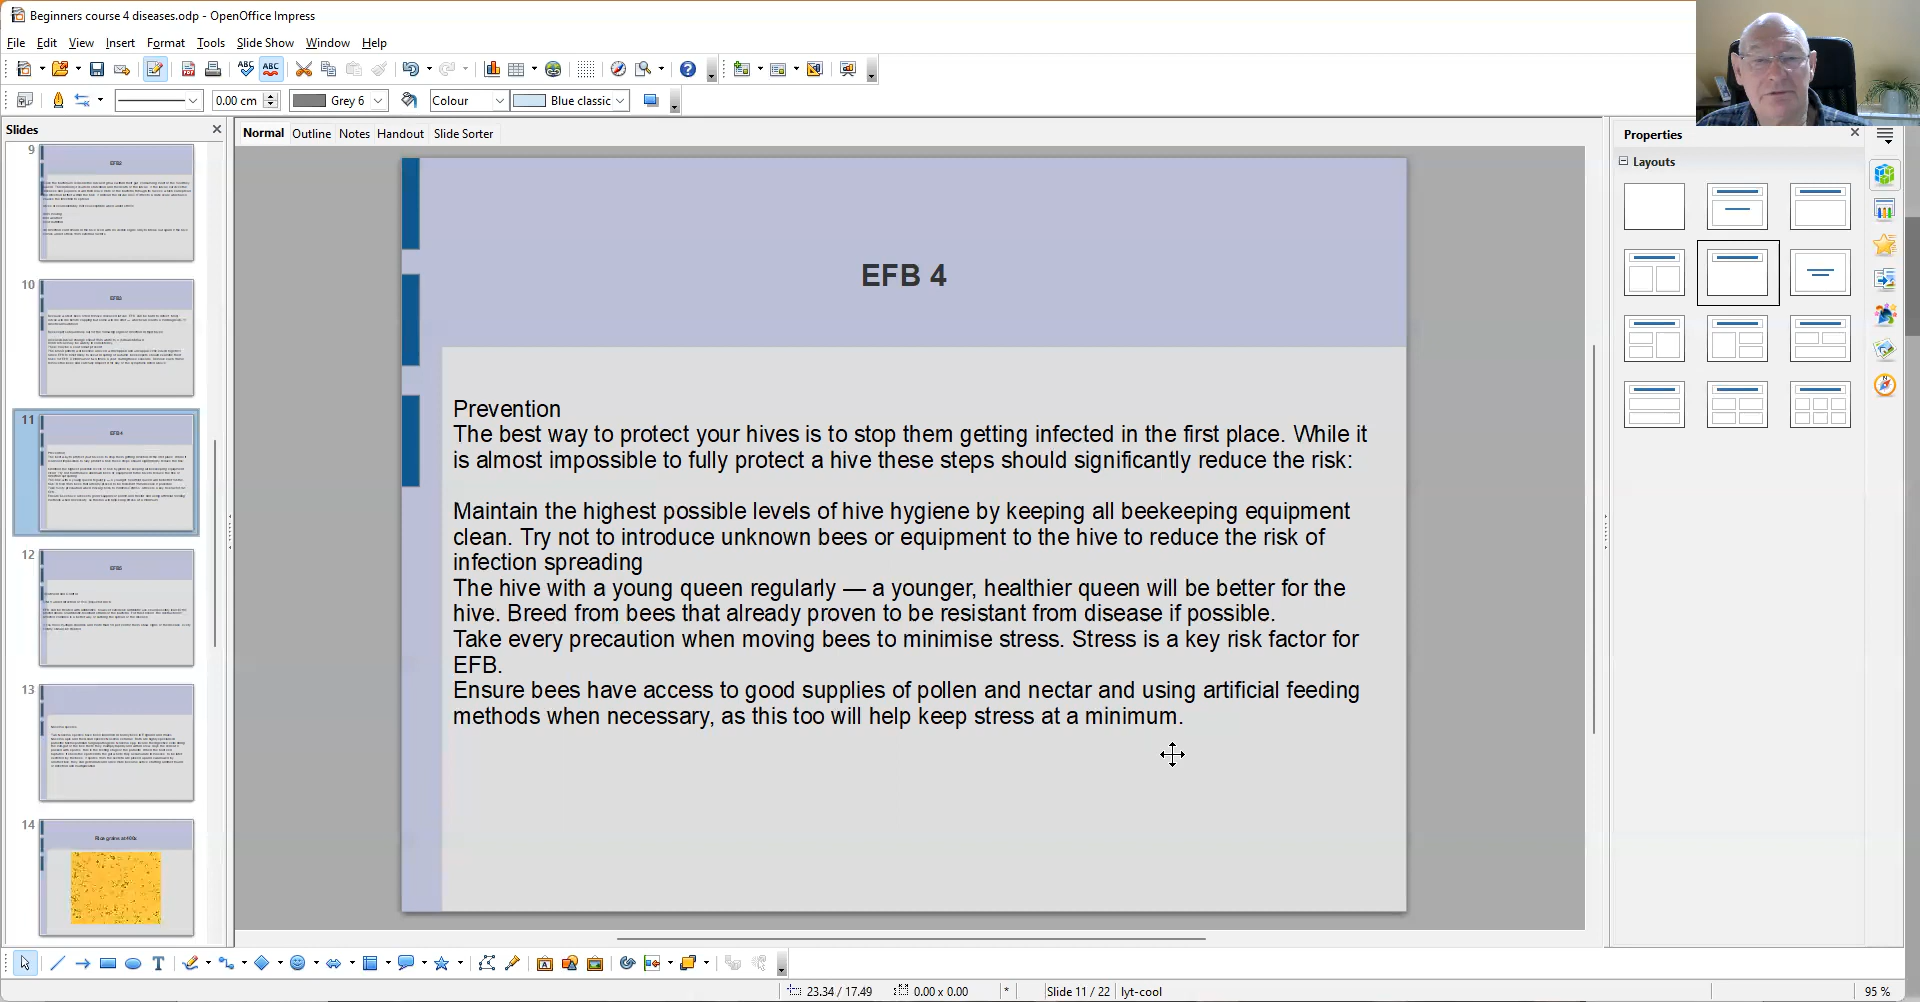 Beginners course 4 diseases.odp - OpenOffice Impress
File Edit View Insert Format Tools Slide Show Window Help
0.00 cm Grey 6 Colour Blue classic
Slides
Normal Outline Notes Handout Slide Sorter
Properties
Layouts
9
10
11
EFB 4
12
13
14
Rice grains at 400x
EFB 4
Prevention
The best way to protect your hives is to stop them getting infected in the first place. While it
is almost impossible to fully protect a hive these steps should significantly reduce the risk:
Maintain the highest possible levels of hive hygiene by keeping all beekeeping equipment
clean. Try not to introduce unknown bees or equipment to the hive to reduce the risk of
infection spreading
The hive with a young queen regularly — a younger, healthier queen will be better for the
hive. Breed from bees that already proven to be resistant from disease if possible.
Take every precaution when moving bees to minimise stress. Stress is a key risk factor for
EFB.
Ensure bees have access to good supplies of pollen and nectar and using artificial feeding
methods when necessary, as this too will help keep stress at a minimum.
23.34 / 17.49 0.00 x 0.00 * Slide 11 / 22 lyt-cool 95 %